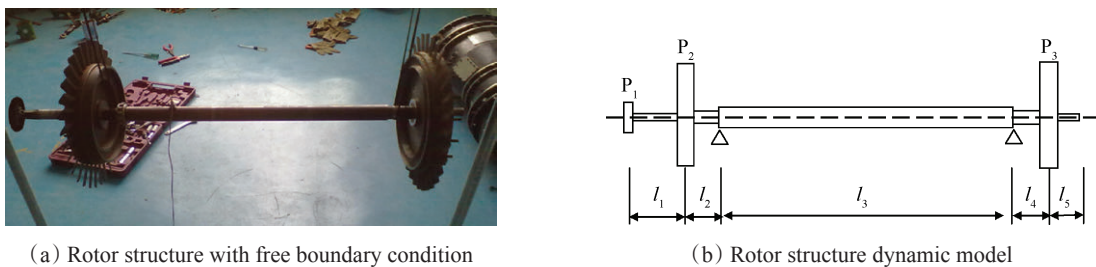 P2
P3
P1
l1
l2
l3
l4
l5
(a) Rotor structure with free boundary condition
(b) Rotor structure dynamic model